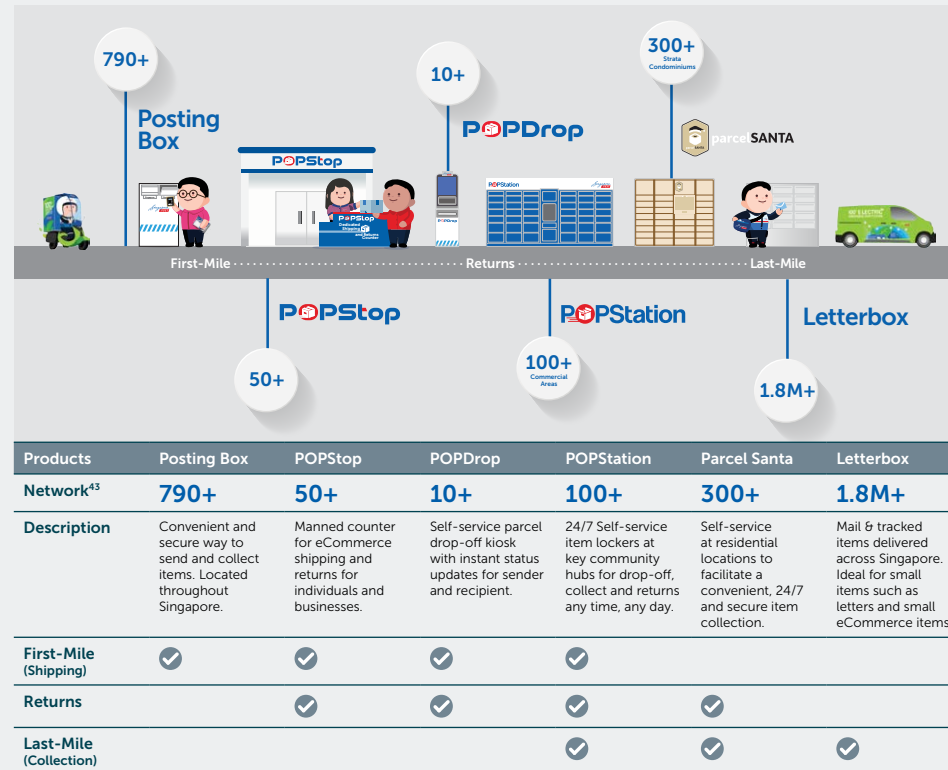 790+
10+
300+
Strata
Condominiums
Posting
Box
POPDrop
parcelSANTA
POPStop
POPStation
POPStop
Dedicated
Shipping
and Returns
Counter
POPDrop
First-Mile
Returns
Last-Mile
POPStop
POPStation
Letterbox
50+
100+
Commercial
Areas
1.8M+
Products Posting Box POPStop POPDrop POPStation Parcel Santa Letterbox
Network43 790+ 50+ 10+ 100+ 300+ 1.8M+
Description
Convenient and
secure way to
send and collect
items. Located
throughout
Singapore.
Manned counter
for eCommerce
shipping and
returns for
individuals and
businesses.
Self-service parcel
drop-off kiosk
with instant status
updates for sender
and recipient.
24/7 Self-service
item lockers at
key community
hubs for drop-off,
collect and returns
any time, any day.
Self-service
at residential
locations to
facilitate a
convenient, 24/7
and secure item
collection.
Mail & tracked
items delivered
across Singapore.
Ideal for small
items such as
letters and small
eCommerce items
First-Mile
(Shipping)
Returns
Last-Mile
(Collection)